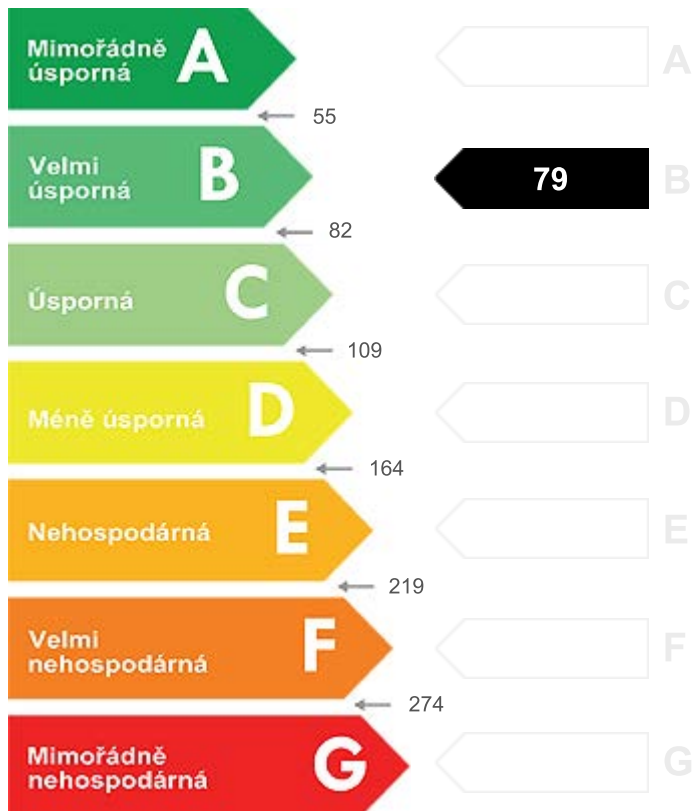 Mimořádně
úsporná
A
A
55
Velmi
úsporná
B
79
B
82
Úsporná
C
C
109
Méně úsporná
D
D
164
Nehospodárná
E
E
219
Velmi
nehospodárná
F
F
274
Mimořádně
nehospodárná
G
G